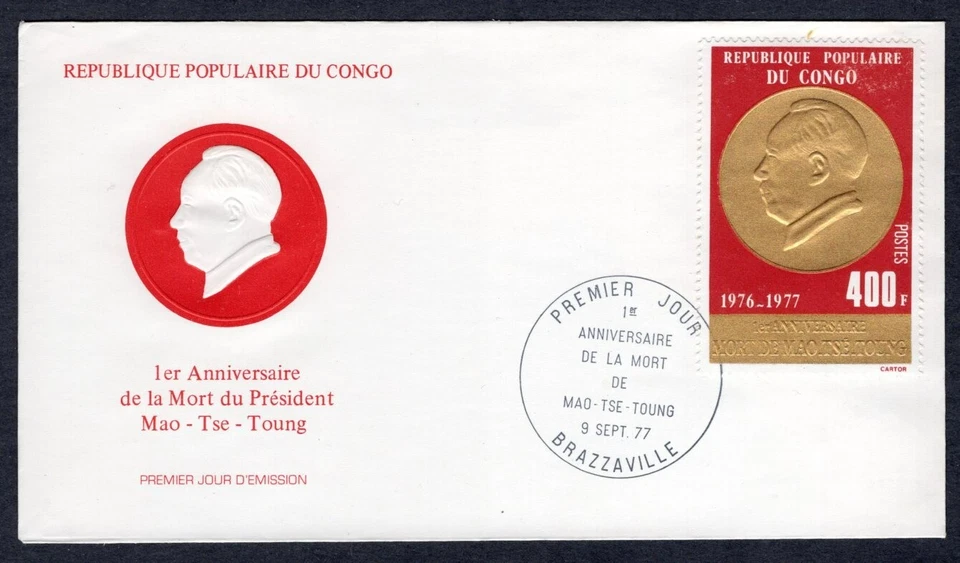 REPUBLIQUE POPULAIRE DU CONGO
1er Anniversaire
de la Mort du Président
Mao - Tse - Toung
PREMIER JOUR D'EMISSION
PREMIER JOUR
1er
ANNIVERSAIRE
DE LA MORT
DE
MAO-TSE-TOUNG
9 SEPT. 77
BRAZZAVILLE
REPUBLIQUE POPULAIRE
DU CONGO
POSTES
1976-1977
400F
1er ANNIVERSAIRE
MORT DE MAO.TSÉ.TOUNG
CARTOR